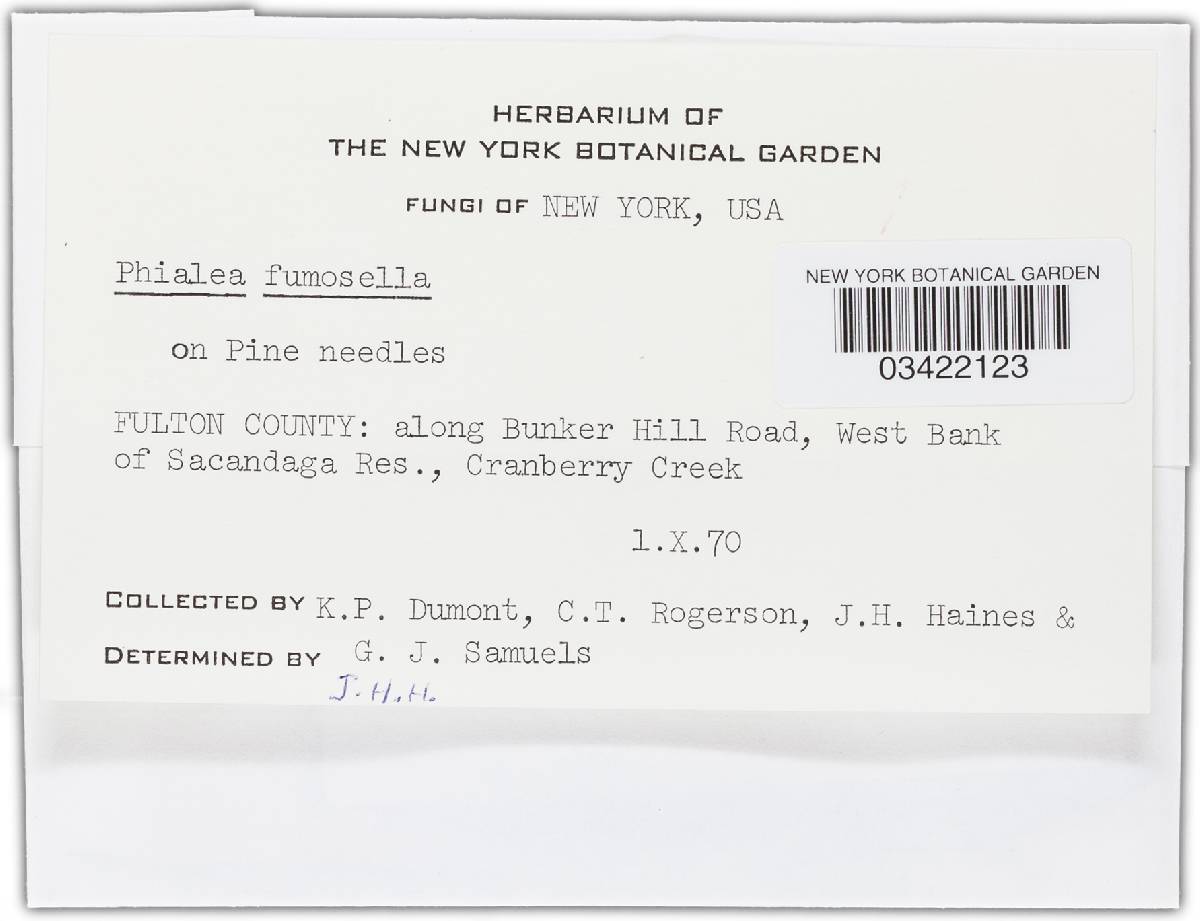 HERBARIUM OF
THE NEW YORK BOTANICAL GARDEN
FUNGI OF NEW YORK, USA
Phialea fumosella
NEW YORK BOTANICAL GARDEN
03422123
on Pine needles
FULTON COUNTY: along Bunker Hill Road, West Bank
of Sacandaga Res., Cranberry Creek
1.X.70
COLLECTED BY K.P. Dumont, C.T. Rogerson, J.H. Haines &
DETERMINED BY G. J. Samuels
J.H.H.